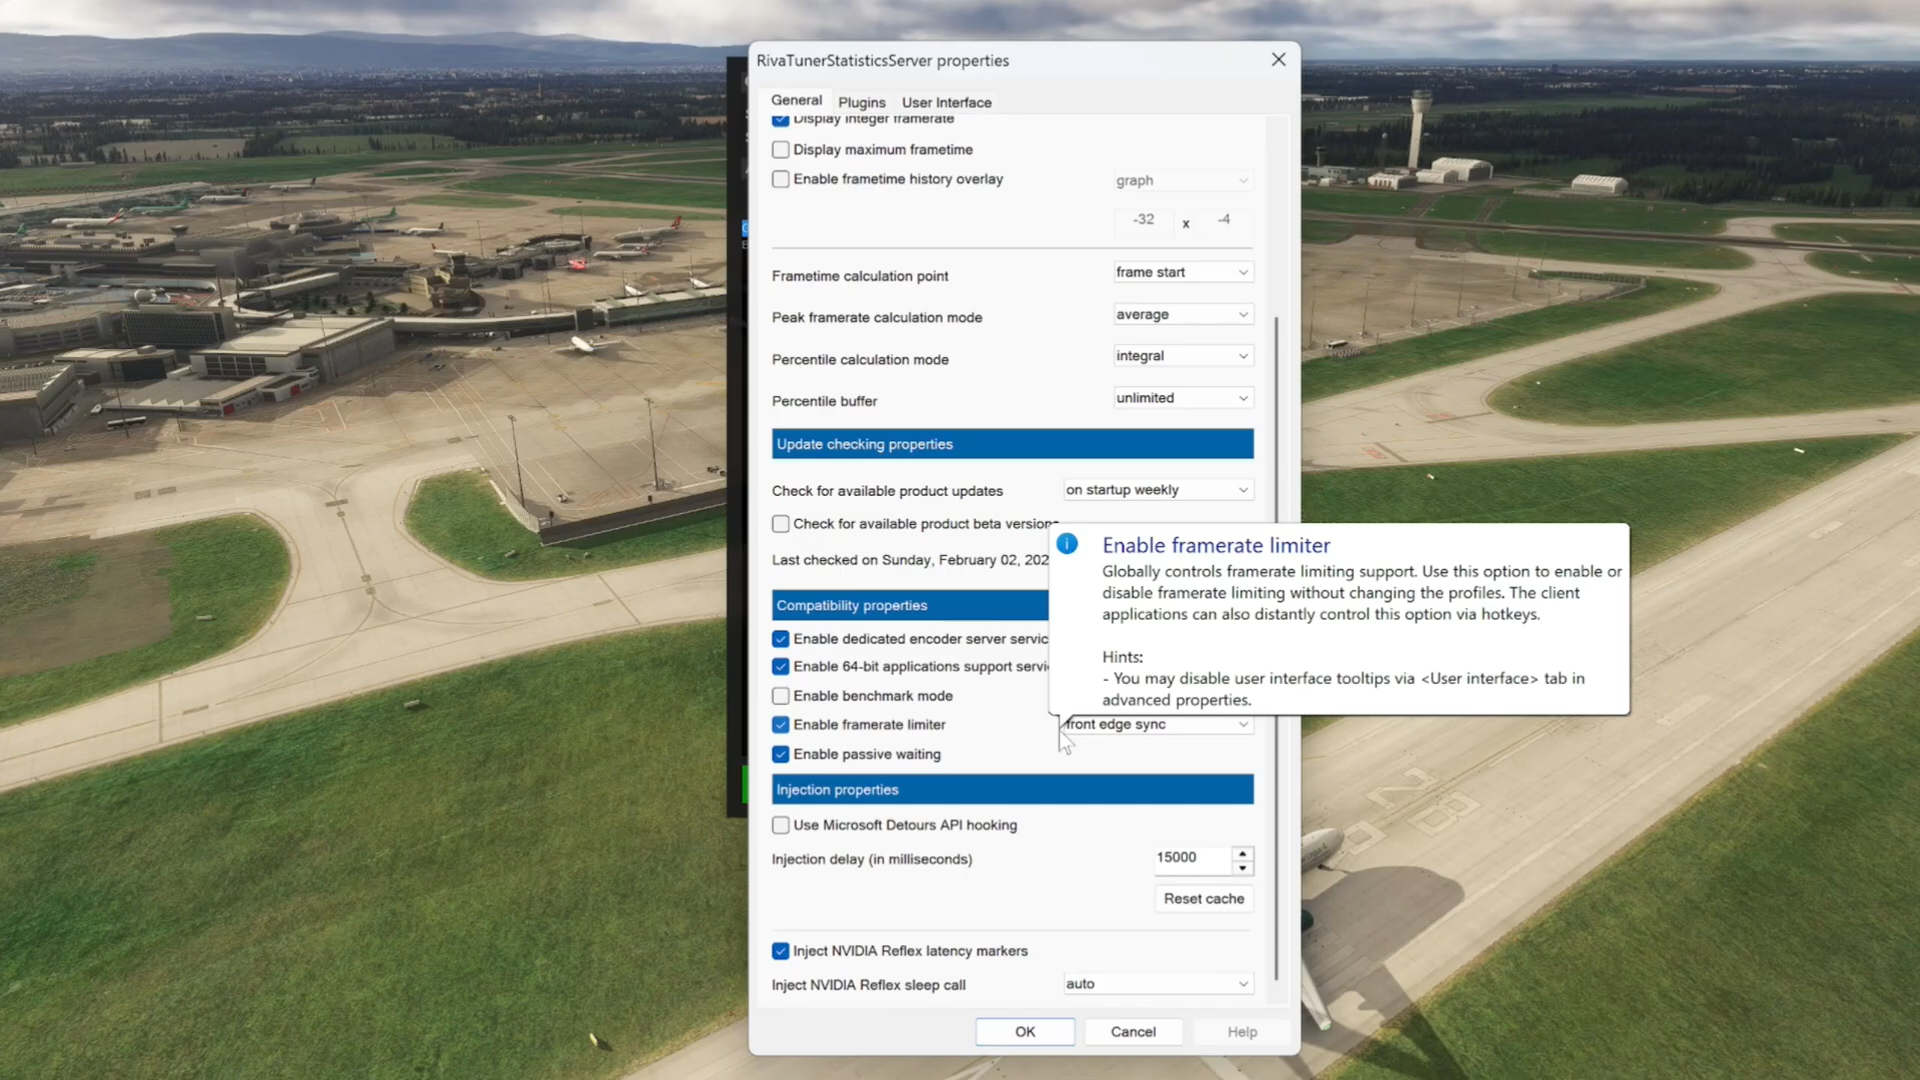 RivaTunerStatisticsServer properties
General
Plugins
User Interface
Display integer framerate
Display maximum frametime
Enable frametime history overlay
graph
-32 x -4
Frametime calculation point
frame start
Peak framerate calculation mode
average
Percentile calculation mode
integral
Percentile buffer
unlimited
Update checking properties
Check for available product updates
on startup weekly
Check for available product beta versions
Last checked on Sunday, February 02, 202
Compatibility properties
Enable dedicated encoder server servic
Enable 64-bit applications support servi
Enable benchmark mode
Enable framerate limiter
front edge sync
Enable passive waiting
Enable framerate limiter
Globally controls framerate limiting support. Use this option to enable or
disable framerate limiting without changing the profiles. The client
applications can also distantly control this option via hotkeys.
Hints:
- You may disable user interface tooltips via <User interface> tab in
advanced properties.
Injection properties
Use Microsoft Detours API hooking
Injection delay (in milliseconds)
15000
Reset cache
Inject NVIDIA Reflex latency markers
Inject NVIDIA Reflex sleep call
auto
OK
Cancel
Help
28